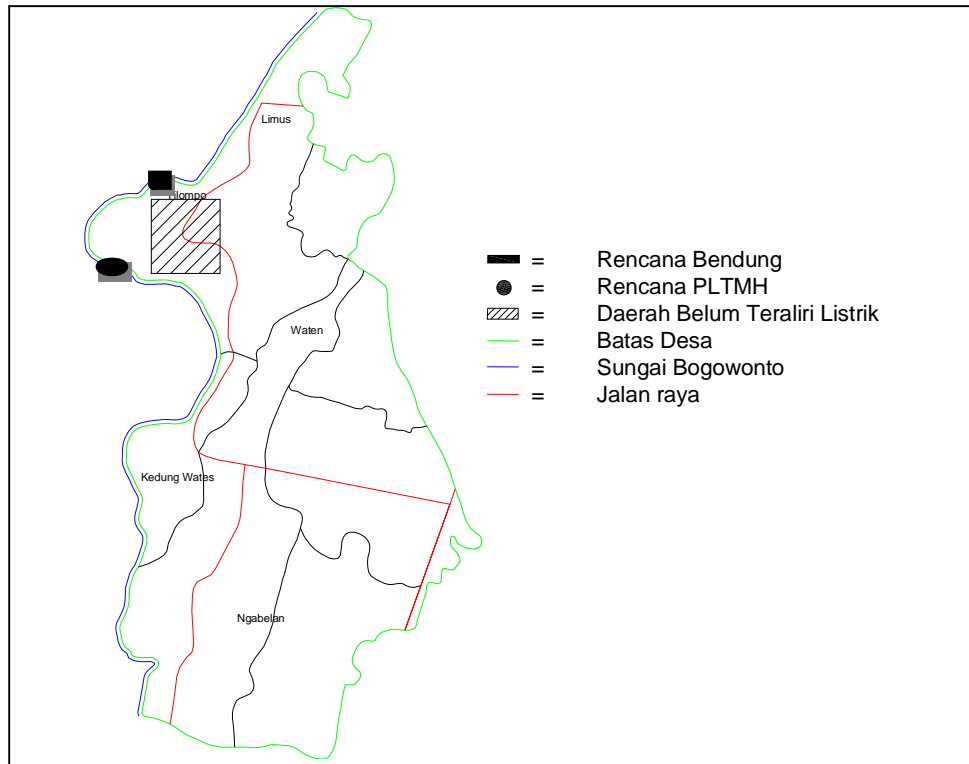 Limus
Waten
Kedung Wates
Ngabelan
= Rencana Bendung
= Rencana PLTMH
= Daerah Belum Teraliri Listrik
= Batas Desa
= Sungai Bogowonto
= Jalan raya